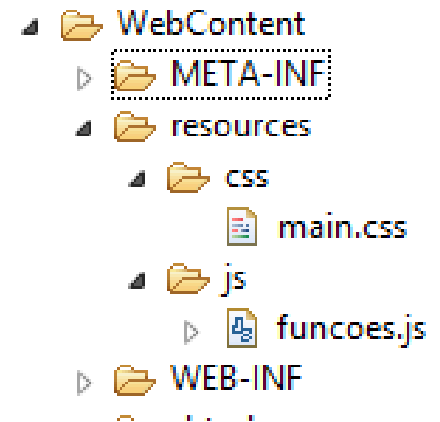 WebContent
META-INF
resources
css
main.css
js
funcoes.js
WEB-INF